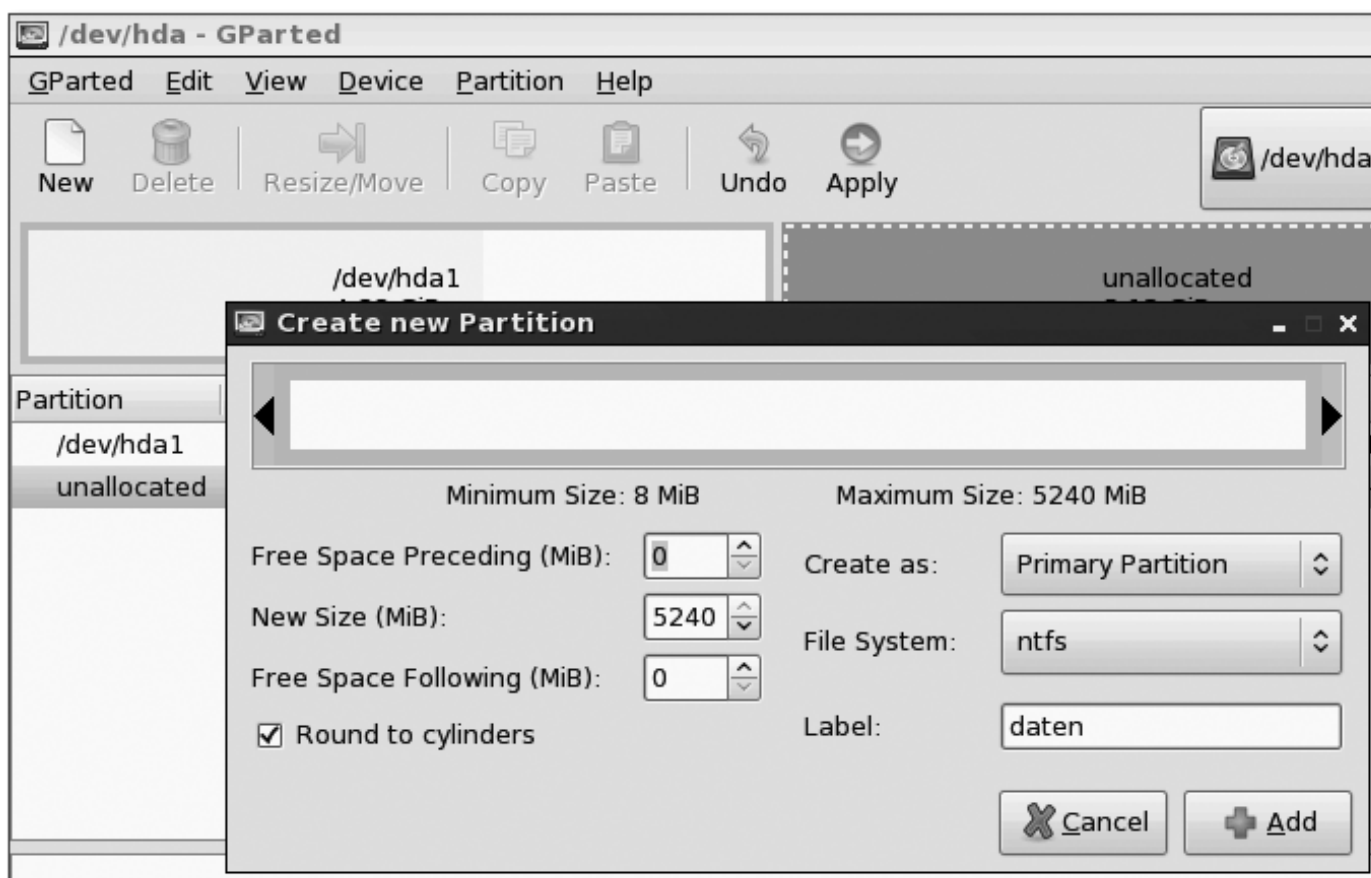 /dev/hda - GParted
GParted Edit View Device Partition Help
New Delete Resize/Move Copy Paste Undo Apply /dev/hda
/dev/hda1 unallocated
Create new Partition
Partition
/dev/hda1
unallocated
Minimum Size: 8 MiB Maximum Size: 5240 MiB
Free Space Preceding (MiB): 0 Create as: Primary Partition
New Size (MiB): 5240 File System: ntfs
Free Space Following (MiB): 0
Round to cylinders Label: daten
Cancel Add